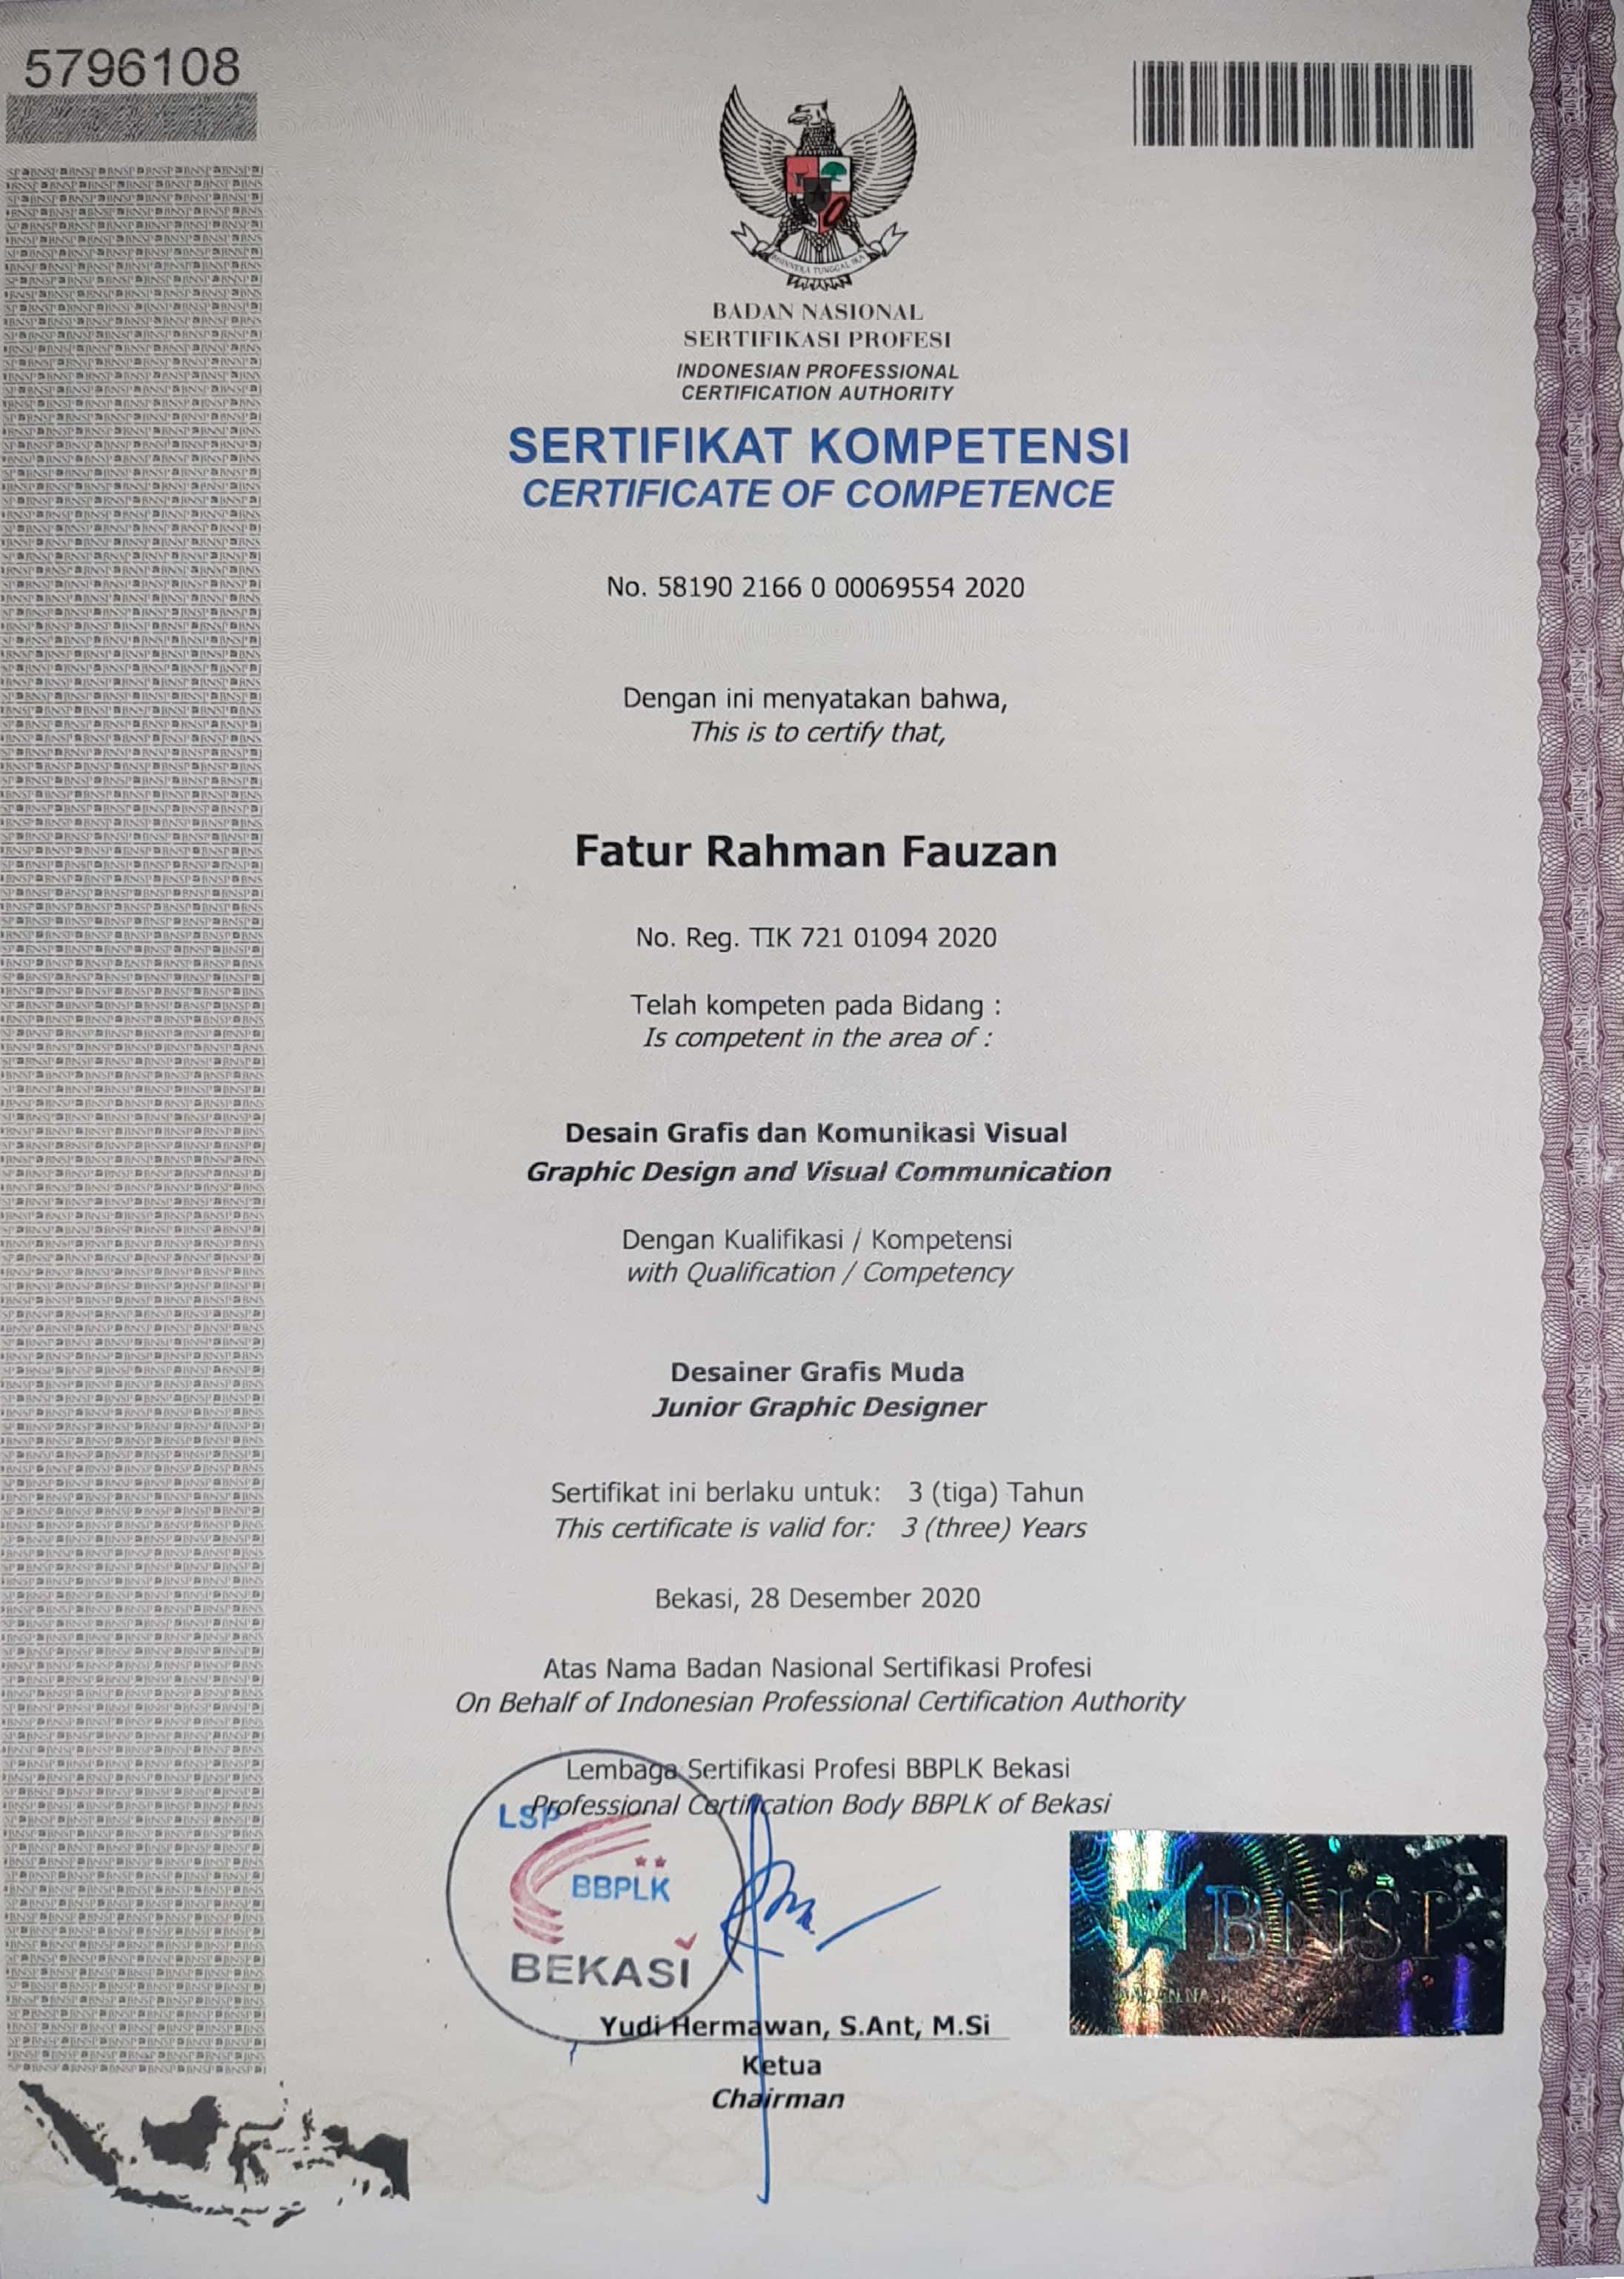 5796108
BHINNEKA TUNGGAL IKA
BADAN NASIONAL
SERTIFIKASI PROFESI
INDONESIAN PROFESSIONAL
CERTIFICATION AUTHORITY
SERTIFIKAT KOMPETENSI
CERTIFICATE OF COMPETENCE
No. 58190 2166 0 00069554 2020
Dengan ini menyatakan bahwa,
This is to certify that,
Fatur Rahman Fauzan
No. Reg. TIK 721 01094 2020
Telah kompeten pada Bidang :
Is competent in the area of :
Desain Grafis dan Komunikasi Visual
Graphic Design and Visual Communication
Dengan Kualifikasi / Kompetensi
with Qualification / Competency
Desainer Grafis Muda
Junior Graphic Designer
Sertifikat ini berlaku untuk: 3 (tiga) Tahun
This certificate is valid for: 3 (three) Years
Bekasi, 28 Desember 2020
Atas Nama Badan Nasional Sertifikasi Profesi
On Behalf of Indonesian Professional Certification Authority
Lembaga Sertifikasi Profesi BBPLK Bekasi
Professional Certification Body BBPLK of Bekasi
LSP
BBPLK
BEKASI
BNSP
Yudi Hermawan, S.Ant, M.Si
Ketua
Chairman